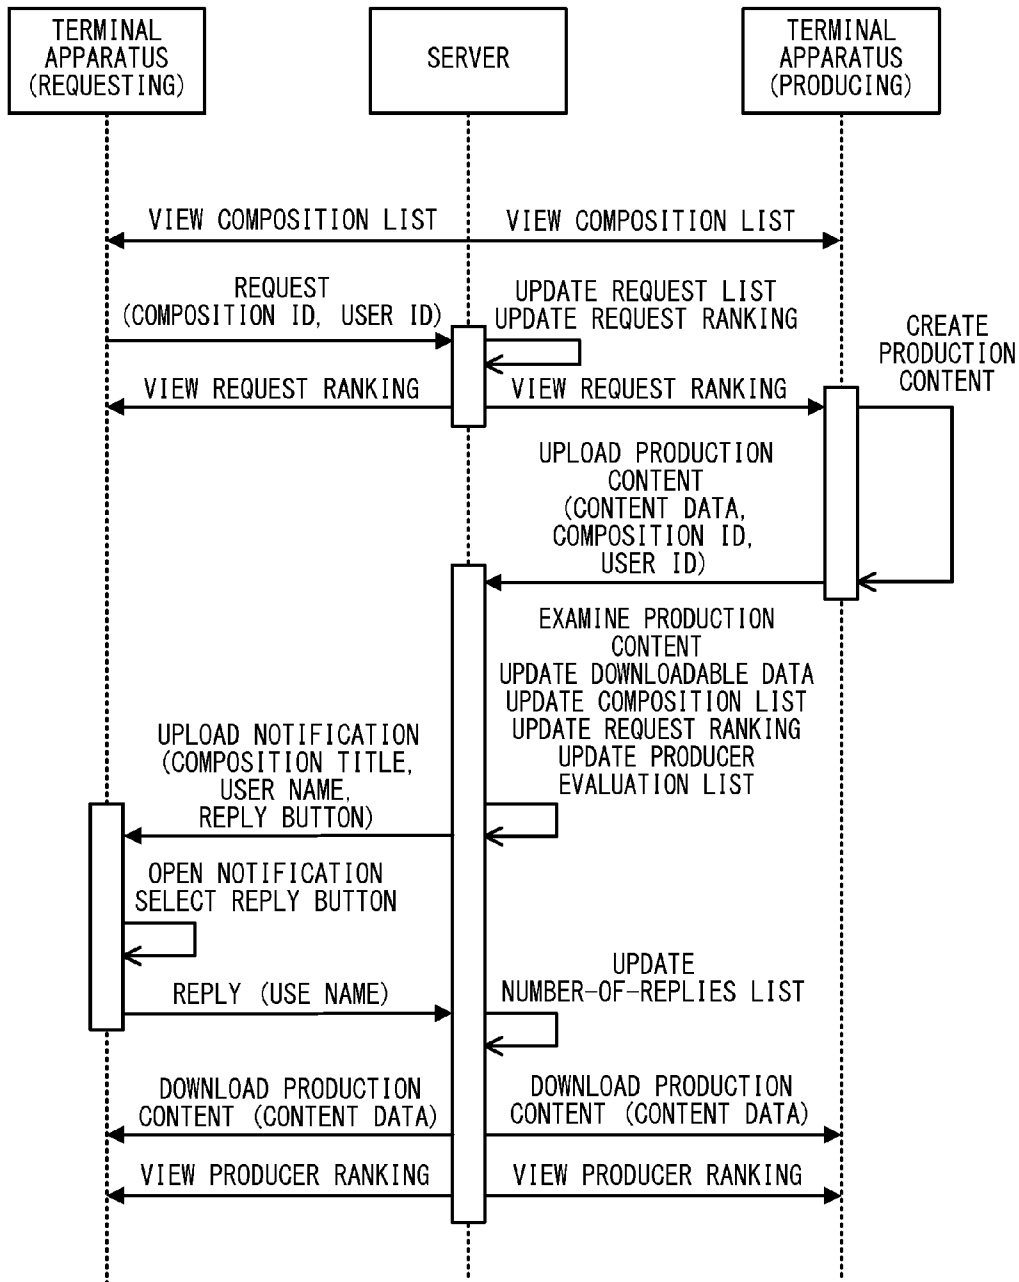 TERMINAL
APPARATUS
(REQUESTING)
SERVER
TERMINAL
APPARATUS
(PRODUCING)
VIEW COMPOSITION LIST
VIEW COMPOSITION LIST
REQUEST
(COMPOSITION ID, USER ID)
UPDATE REQUEST LIST
UPDATE REQUEST RANKING
CREATE
PRODUCTION
CONTENT
VIEW REQUEST RANKING
VIEW REQUEST RANKING
UPLOAD PRODUCTION
CONTENT
(CONTENT DATA,
COMPOSITION ID,
USER ID)
EXAMINE PRODUCTION
CONTENT
UPDATE DOWNLOADABLE DATA
UPDATE COMPOSITION LIST
UPDATE REQUEST RANKING
UPDATE PRODUCER
EVALUATION LIST
UPLOAD NOTIFICATION
(COMPOSITION TITLE,
USER NAME,
REPLY BUTTON)
OPEN NOTIFICATION
SELECT REPLY BUTTON
REPLY (USE NAME)
UPDATE
NUMBER-OF-REPLIES LIST
DOWNLOAD PRODUCTION
CONTENT (CONTENT DATA)
DOWNLOAD PRODUCTION
CONTENT (CONTENT DATA)
VIEW PRODUCER RANKING
VIEW PRODUCER RANKING